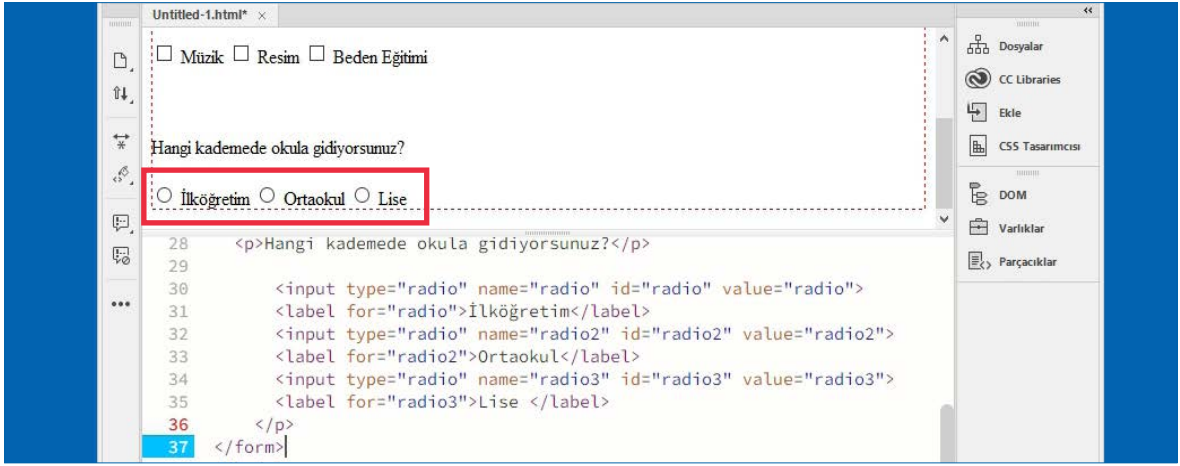 Untitled-1.html* ×
Müzik Resim Beden Eğitimi
Hangi kademede okula gidiyorsunuz?
İlköğretim Ortaokul Lise
28 <p>Hangi kademede okula gidiyorsunuz?</p>
29
30 <input type="radio" name="radio" id="radio" value="radio">
31 <label for="radio">İlköğretim</label>
32 <input type="radio" name="radio2" id="radio2" value="radio2">
33 <label for="radio2">Ortaokul</label>
34 <input type="radio" name="radio3" id="radio3" value="radio3">
35 <label for="radio3">Lise </label>
36 </p>
37 </form>
Dosyalar
CC Libraries
Ekle
CSS Tasarımcısı
DOM
Varlıklar
Parçacıklar